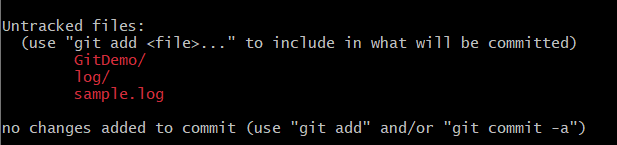 Untracked files:
(use "git add <file>..." to include in what will be committed)
GitDemo/
log/
sample.log
no changes added to commit (use "git add" and/or "git commit -a")